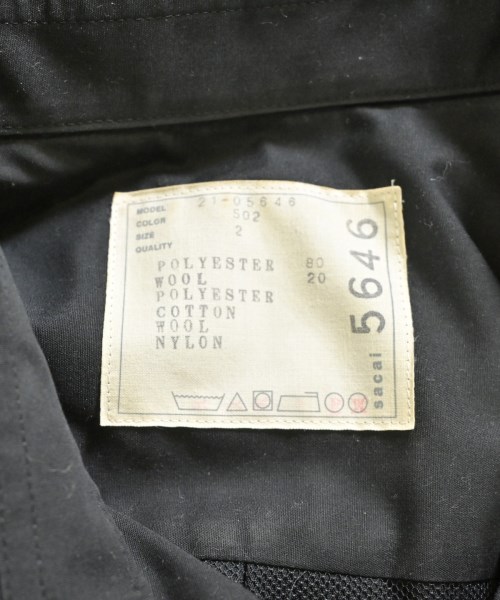 MODEL 21-05646
COLOR 502
SIZE 2
QUALITY
POLYESTER 80
WOOL 20
POLYESTER
COTTON
WOOL
NYLON
sacai 5646